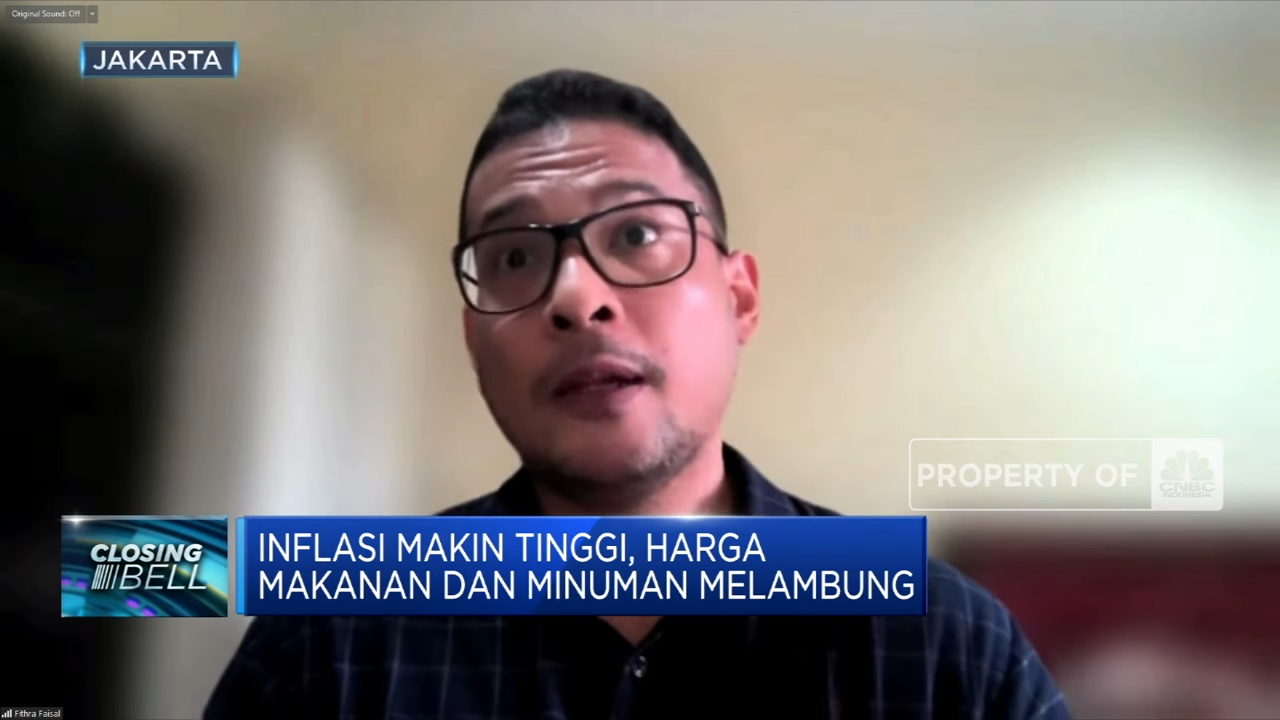 Original Sound: Off
JAKARTA
PROPERTY OF
CNBC
INDONESIA
CLOSING
BELL
INFLASI MAKIN TINGGI, HARGA
MAKANAN DAN MINUMAN MELAMBUNG
Fithra Faisal